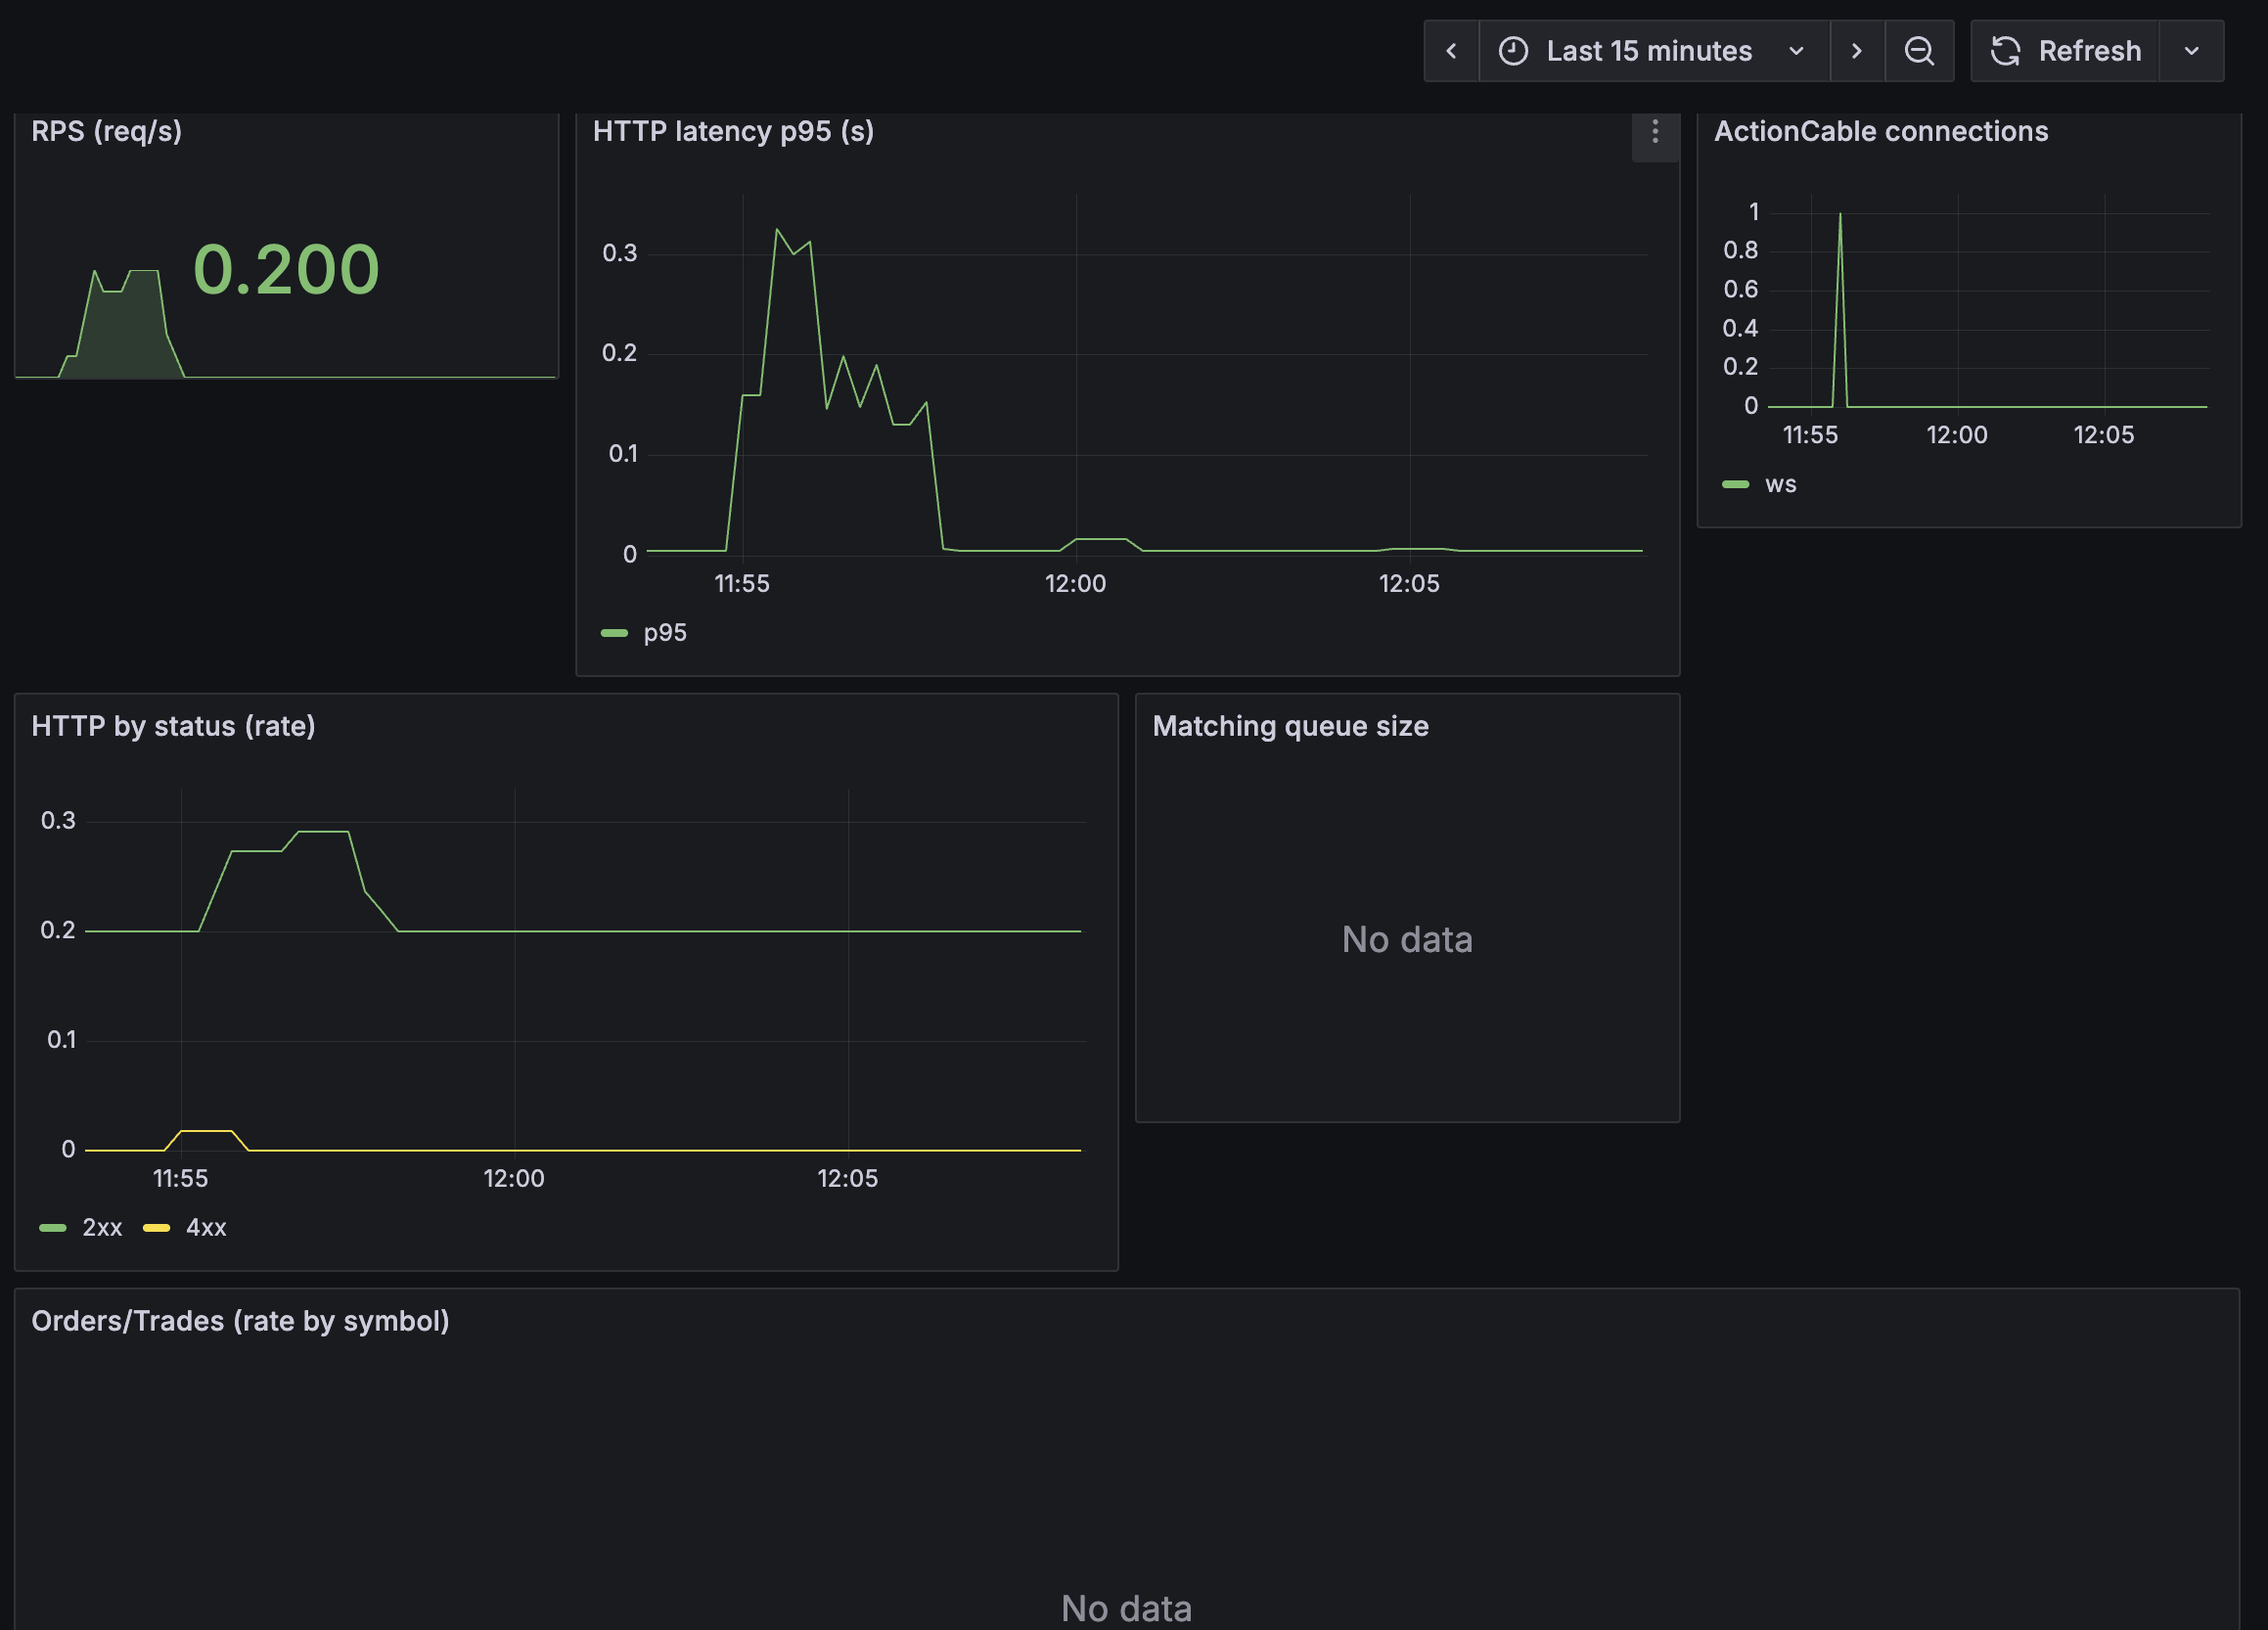 Last 15 minutes
Refresh
RPS (req/s)
0.200
HTTP latency p95 (s)
0.3
0.2
0.1
0
11:55 12:00 12:05
p95
ActionCable connections
1
0.8
0.6
0.4
0.2
0
11:55 12:00 12:05
ws
HTTP by status (rate)
0.3
0.2
0.1
0
11:55 12:00 12:05
2xx 4xx
Matching queue size
No data
Orders/Trades (rate by symbol)
No data